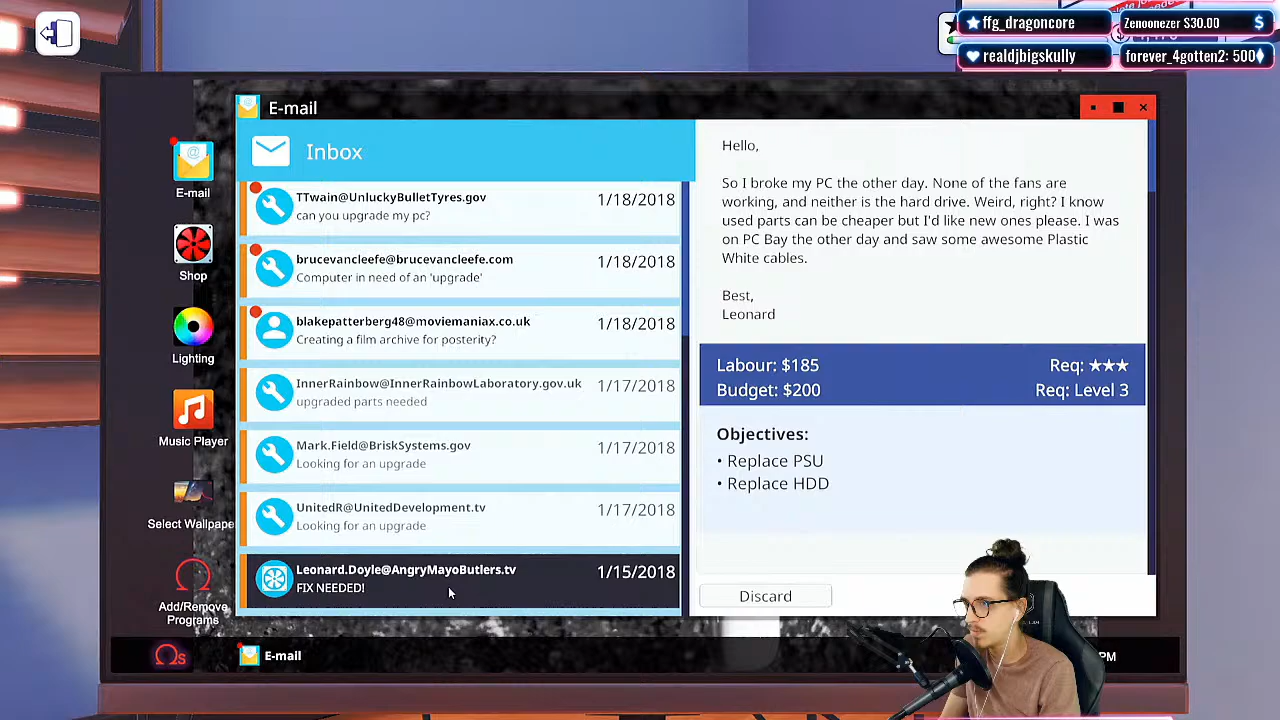 ffg_dragoncore
Zenoonezer $30.00
$
realdjbigskully
forever_4gotten2: 500
E-mail
Inbox
TTwain@UnluckyBulletTyres.gov
can you upgrade my pc?
1/18/2018
brucevancleefe@brucevancleefe.com
Computer in need of an 'upgrade'
1/18/2018
blakepatterberg48@moviemaniax.co.uk
Creating a film archive for posterity?
1/18/2018
InnerRainbow@InnerRainbowLaboratory.gov.uk
upgraded parts needed
1/17/2018
Mark.Field@BriskSystems.gov
Looking for an upgrade
1/17/2018
UnitedR@UnitedDevelopment.tv
Looking for an upgrade
1/17/2018
Leonard.Doyle@AngryMayoButlers.tv
FIX NEEDED!
1/15/2018
Hello,
So I broke my PC the other day. None of the fans are
working, and neither is the hard drive. Weird, right? I know
used parts can be cheaper but I'd like new ones please. I was
on PC Bay the other day and saw some awesome Plastic
White cables.
Best,
Leonard
Labour: $185
Req: ★★★
Budget: $200
Req: Level 3
Objectives:
• Replace PSU
• Replace HDD
Discard
E-mail
Shop
Lighting
Music Player
Select Wallpape
Add/Remove
Programs
Ωs
E-mail
PM